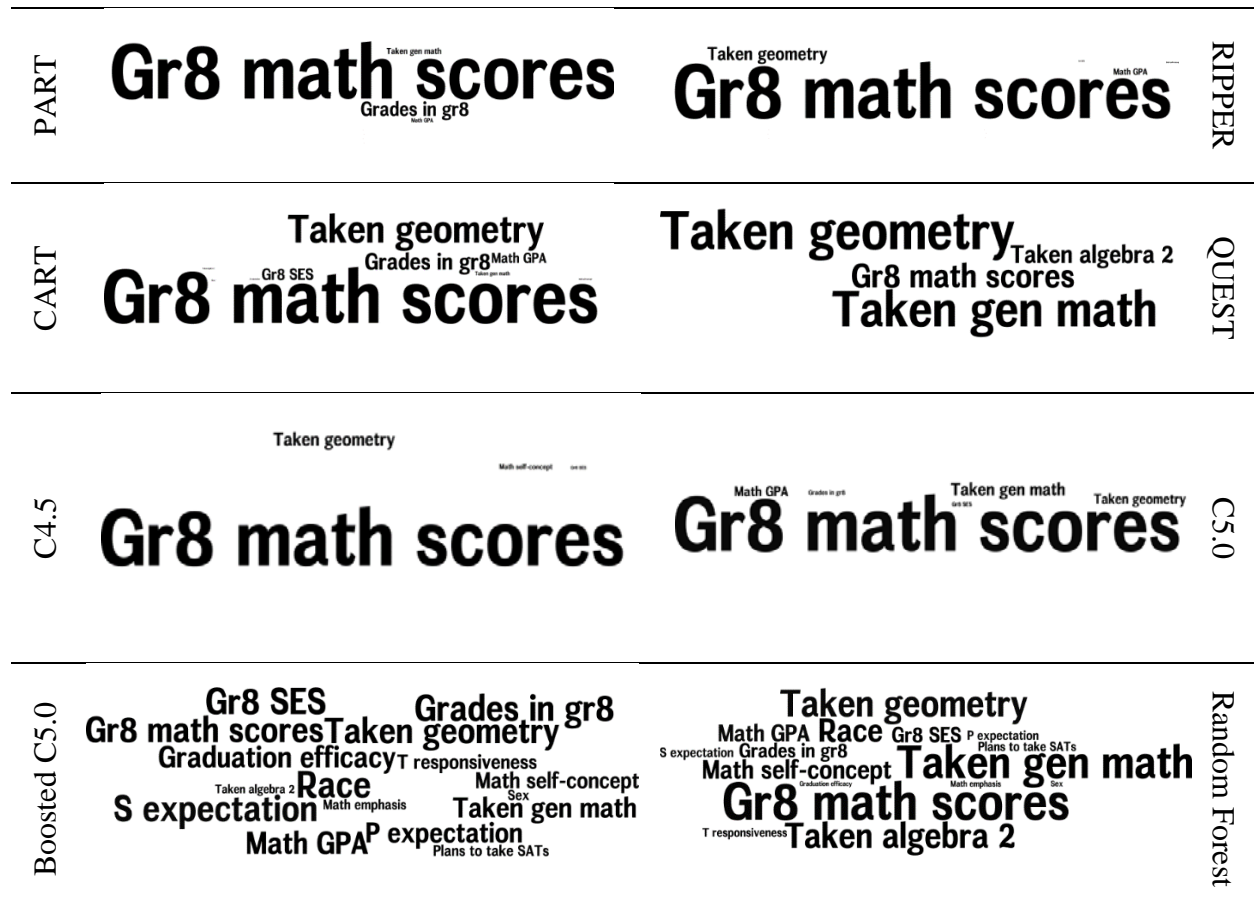 PART
Taken gen math
Gr8 math scores
Grades in gr8
Math GPA
Taken geometry
Math GPA
Gr8 math scores
RIPPER
CART
Taken geometry
Grades in gr8 Math GPA
Gr8 SES Taken gen math
Gr8 math scores
Taken geometry
Taken algebra 2
Gr8 math scores
Taken gen math
QUEST
C4.5
Taken geometry
Math self-concept Gr8 SES
Gr8 math scores
Math GPA Grades in gr8 Taken gen math
Taken geometry
Gr8 SES
Gr8 math scores
C5.0
Boosted C5.0
Gr8 SES Grades in gr8
Gr8 math scores Taken geometry
Graduation efficacy T responsiveness
Taken algebra 2 Race Math self-concept
Sex
S expectation Math emphasis Taken gen math
Math GPA P expectation
Plans to take SATs
Taken geometry
Math GPA Race Gr8 SES P expectation
S expectation Grades in gr8 Plans to take SATs
Math self-concept Taken gen math
Graduation efficacy Math emphasis Sex
Gr8 math scores
T responsiveness Taken algebra 2
Random Forest